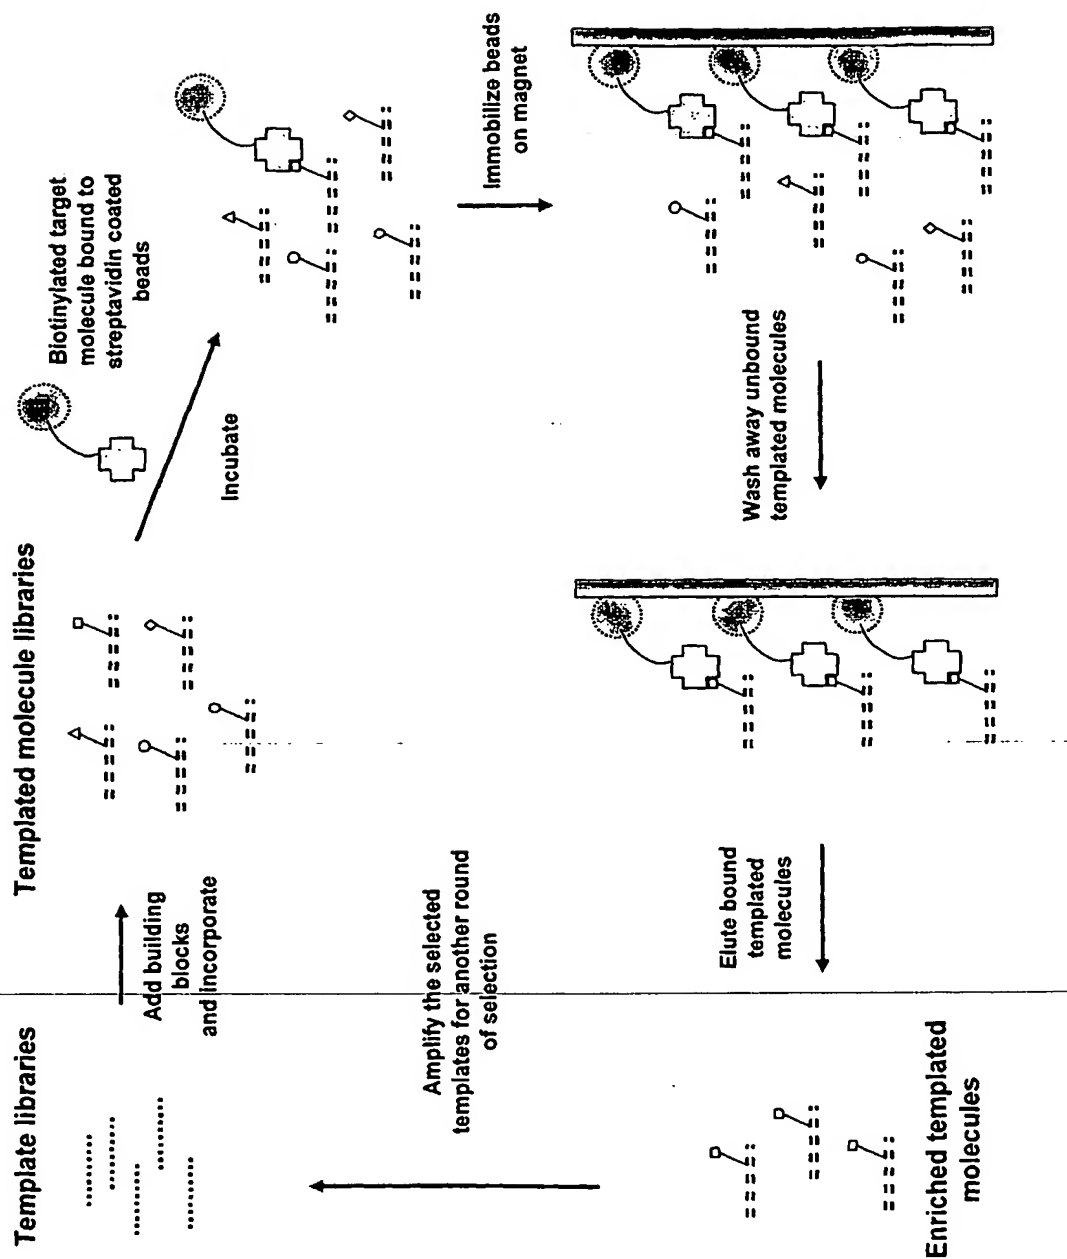 Template libraries
Add building
blocks
and incorporate
Templated molecule libraries
Incubate
Biotinylated target
molecule bound to
streptavidin coated
beads
Immobilize beads
on magnet
Wash away unbound
templated molecules
Elute bound
templated
molecules
Enriched templated
molecules
Amplify the selected
templates for another round
of selection